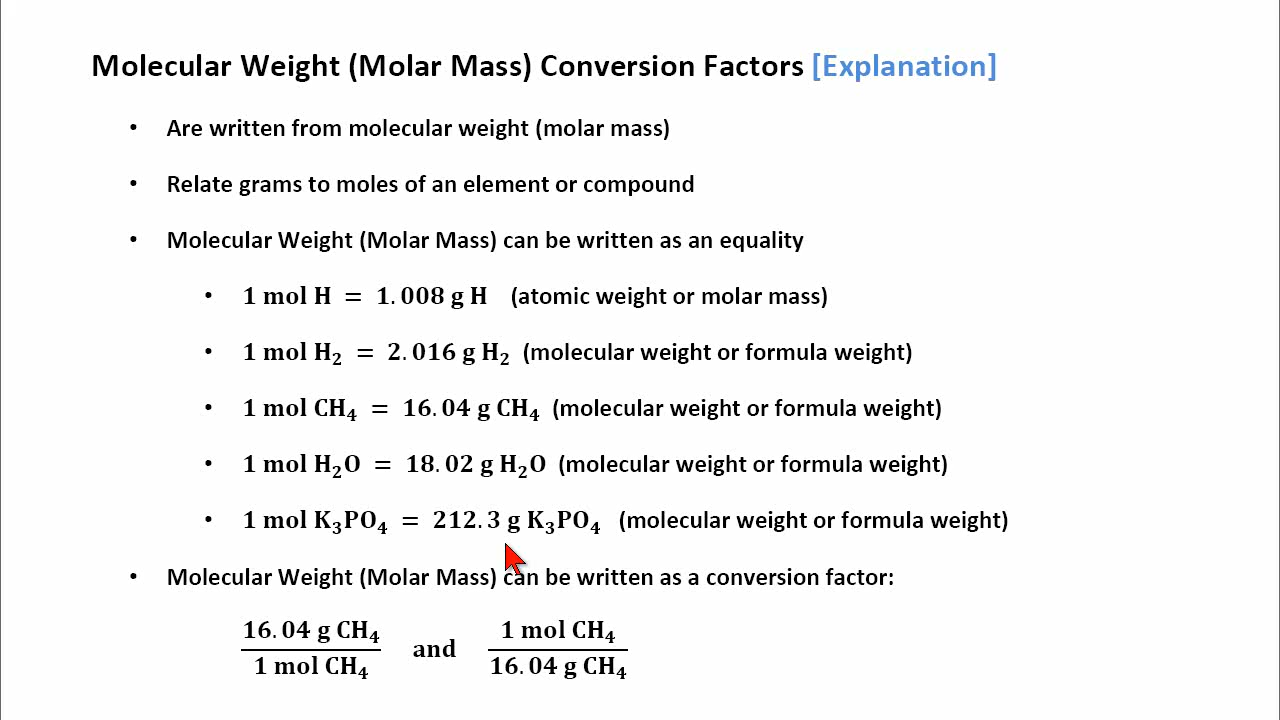 Molecular Weight (Molar Mass) Conversion Factors [Explanation]
• Are written from molecular weight (molar mass)
• Relate grams to moles of an element or compound
• Molecular Weight (Molar Mass) can be written as an equality
• 1 mol H = 1.008 g H (atomic weight or molar mass)
• 1 mol H₂ = 2.016 g H₂ (molecular weight or formula weight)
• 1 mol CH₄ = 16.04 g CH₄ (molecular weight or formula weight)
• 1 mol H₂O = 18.02 g H₂O (molecular weight or formula weight)
• 1 mol K₃PO₄ = 212.3 g K₃PO₄ (molecular weight or formula weight)
• Molecular Weight (Molar Mass) can be written as a conversion factor:
16.04 g CH₄
1 mol CH₄
and
1 mol CH₄
16.04 g CH₄